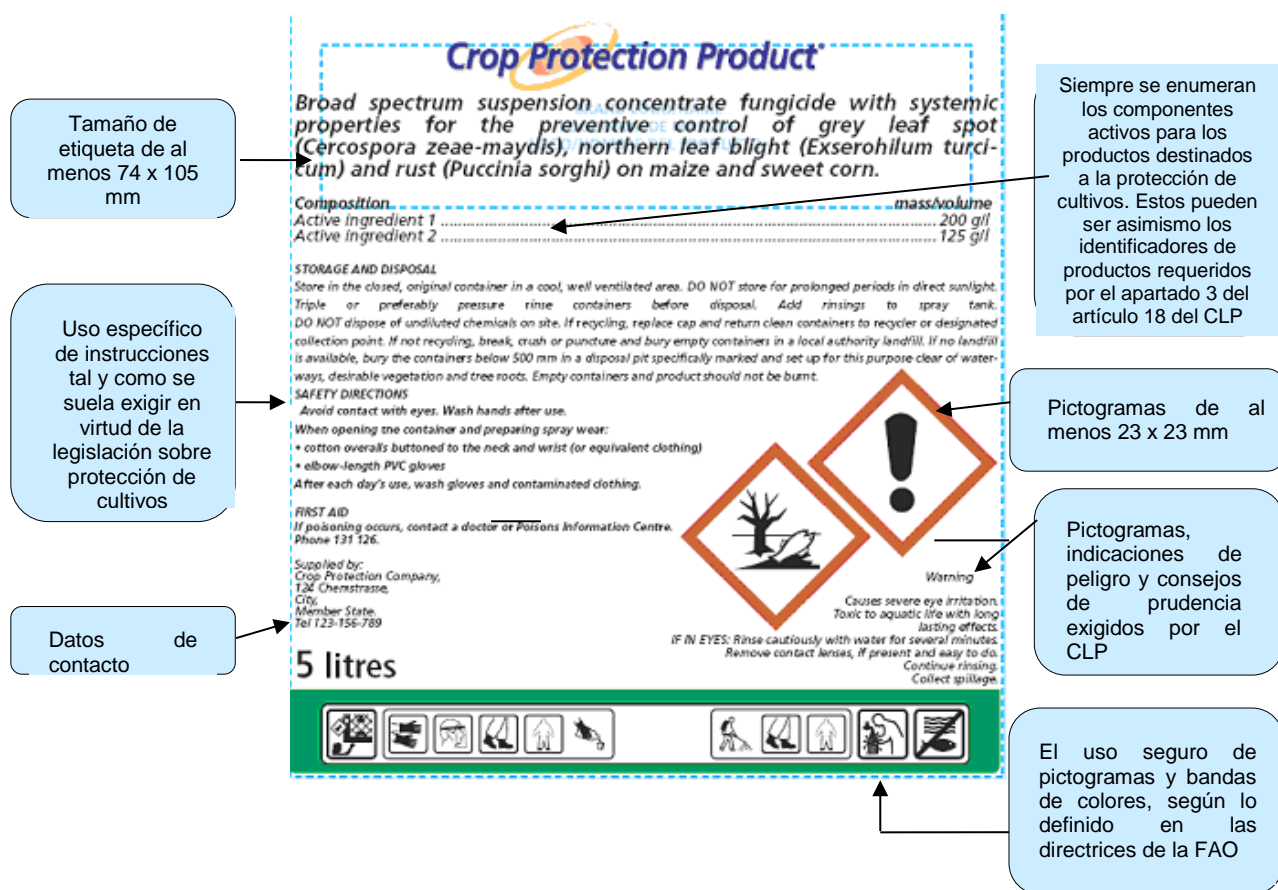 Crop Protection Product
Broad spectrum suspension concentrate fungicide with systemic
properties for the preventive control of grey leaf spot
(Cercospora zeae-maydis), northern leaf blight (Exserohilum turci-
cum) and rust (Puccinia sorghi) on maize and sweet corn.
Composition mass/volume
Active ingredient 1 200 g/l
Active ingredient 2 125 g/l
STORAGE AND DISPOSAL
Store in the closed, original container in a cool, well ventilated area. DO NOT store for prolonged periods in direct sunlight.
Triple or preferably pressure rinse containers before disposal. Add rinsings to spray tank.
DO NOT dispose of undiluted chemicals on site. If recycling, replace cap and return clean containers to recycler or designated
collection point. If not recycling, break, crush or puncture and bury empty containers in a local authority landfill. If no landfill
is available, bury the containers below 500 mm in a disposal pit specifically marked and set up for this purpose clear of water-
ways, desirable vegetation and tree roots. Empty containers and product should not be burnt.
SAFETY DIRECTIONS
Avoid contact with eyes. Wash hands after use.
When opening the container and preparing spray wear:
• cotton overalls buttoned to the neck and wrist (or equivalent clothing)
• elbow-length PVC gloves
After each day's use, wash gloves and contaminated clothing.
FIRST AID
If poisoning occurs, contact a doctor or Poisons Information Centre.
Phone 131 126.
Supplied by:
Crop Protection Company,
124 Chemstrasse,
City,
Member State.
Tel 123-156-789
5 litres
Warning
Causes severe eye irritation.
Toxic to aquatic life with long
lasting effects.
IF IN EYES: Rinse cautiously with water for several minutes.
Remove contact lenses, if present and easy to do.
Continue rinsing.
Collect spillage.
Tamaño de
etiqueta de al
menos 74 x 105
mm
Uso específico
de instrucciones
tal y como se
suela exigir en
virtud de la
legislación sobre
protección de
cultivos
Datos de
contacto
Siempre se enumeran
los componentes
activos para los
productos destinados
a la protección de
cultivos. Estos pueden
ser asimismo los
identificadores de
productos requeridos
por el apartado 3 del
artículo 18 del CLP
Pictogramas de al
menos 23 x 23 mm
Pictogramas,
indicaciones de
peligro y consejos
de prudencia
exigidos por el
CLP
El uso seguro de
pictogramas y bandas
de colores, según lo
definido en las
directrices de la FAO